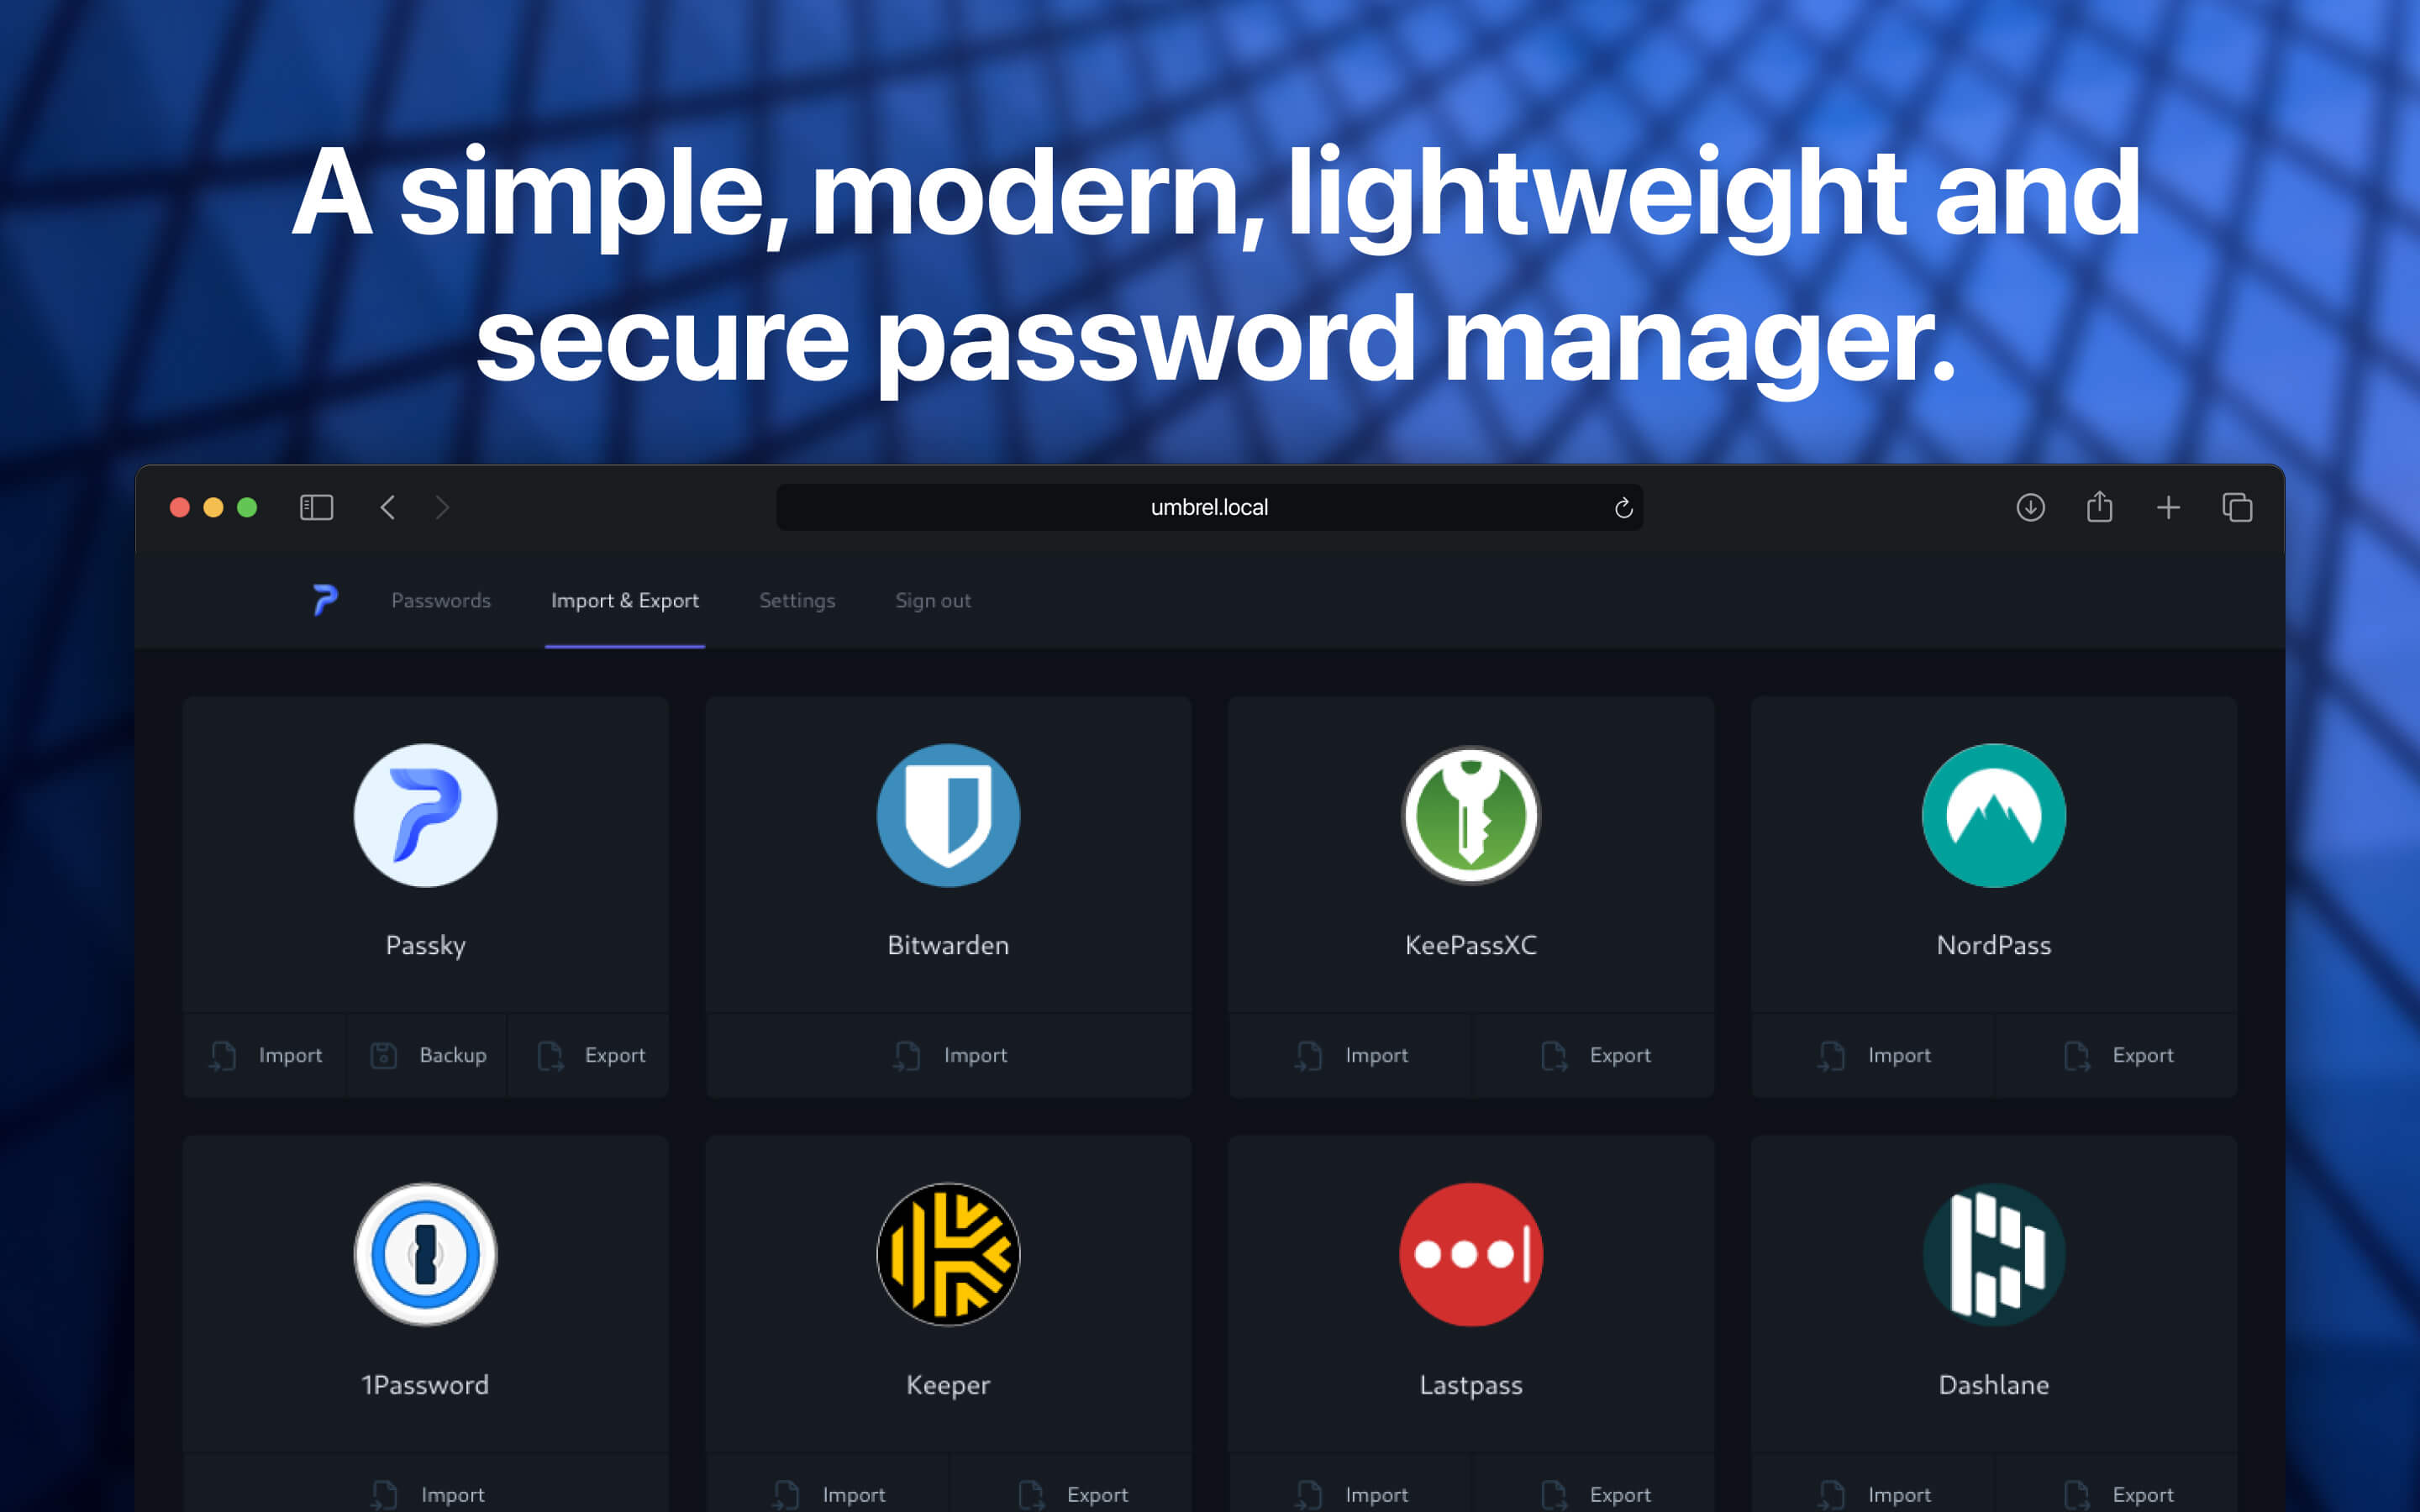 A simple, modern, lightweight and
secure password manager.
umbrel.local
Passwords Import & Export Settings Sign out
Passky Bitwarden KeePassXC NordPass
Import Backup Export Import Import Export Import Export
1Password Keeper Lastpass Dashlane
Import Import Export Import Export Import Export